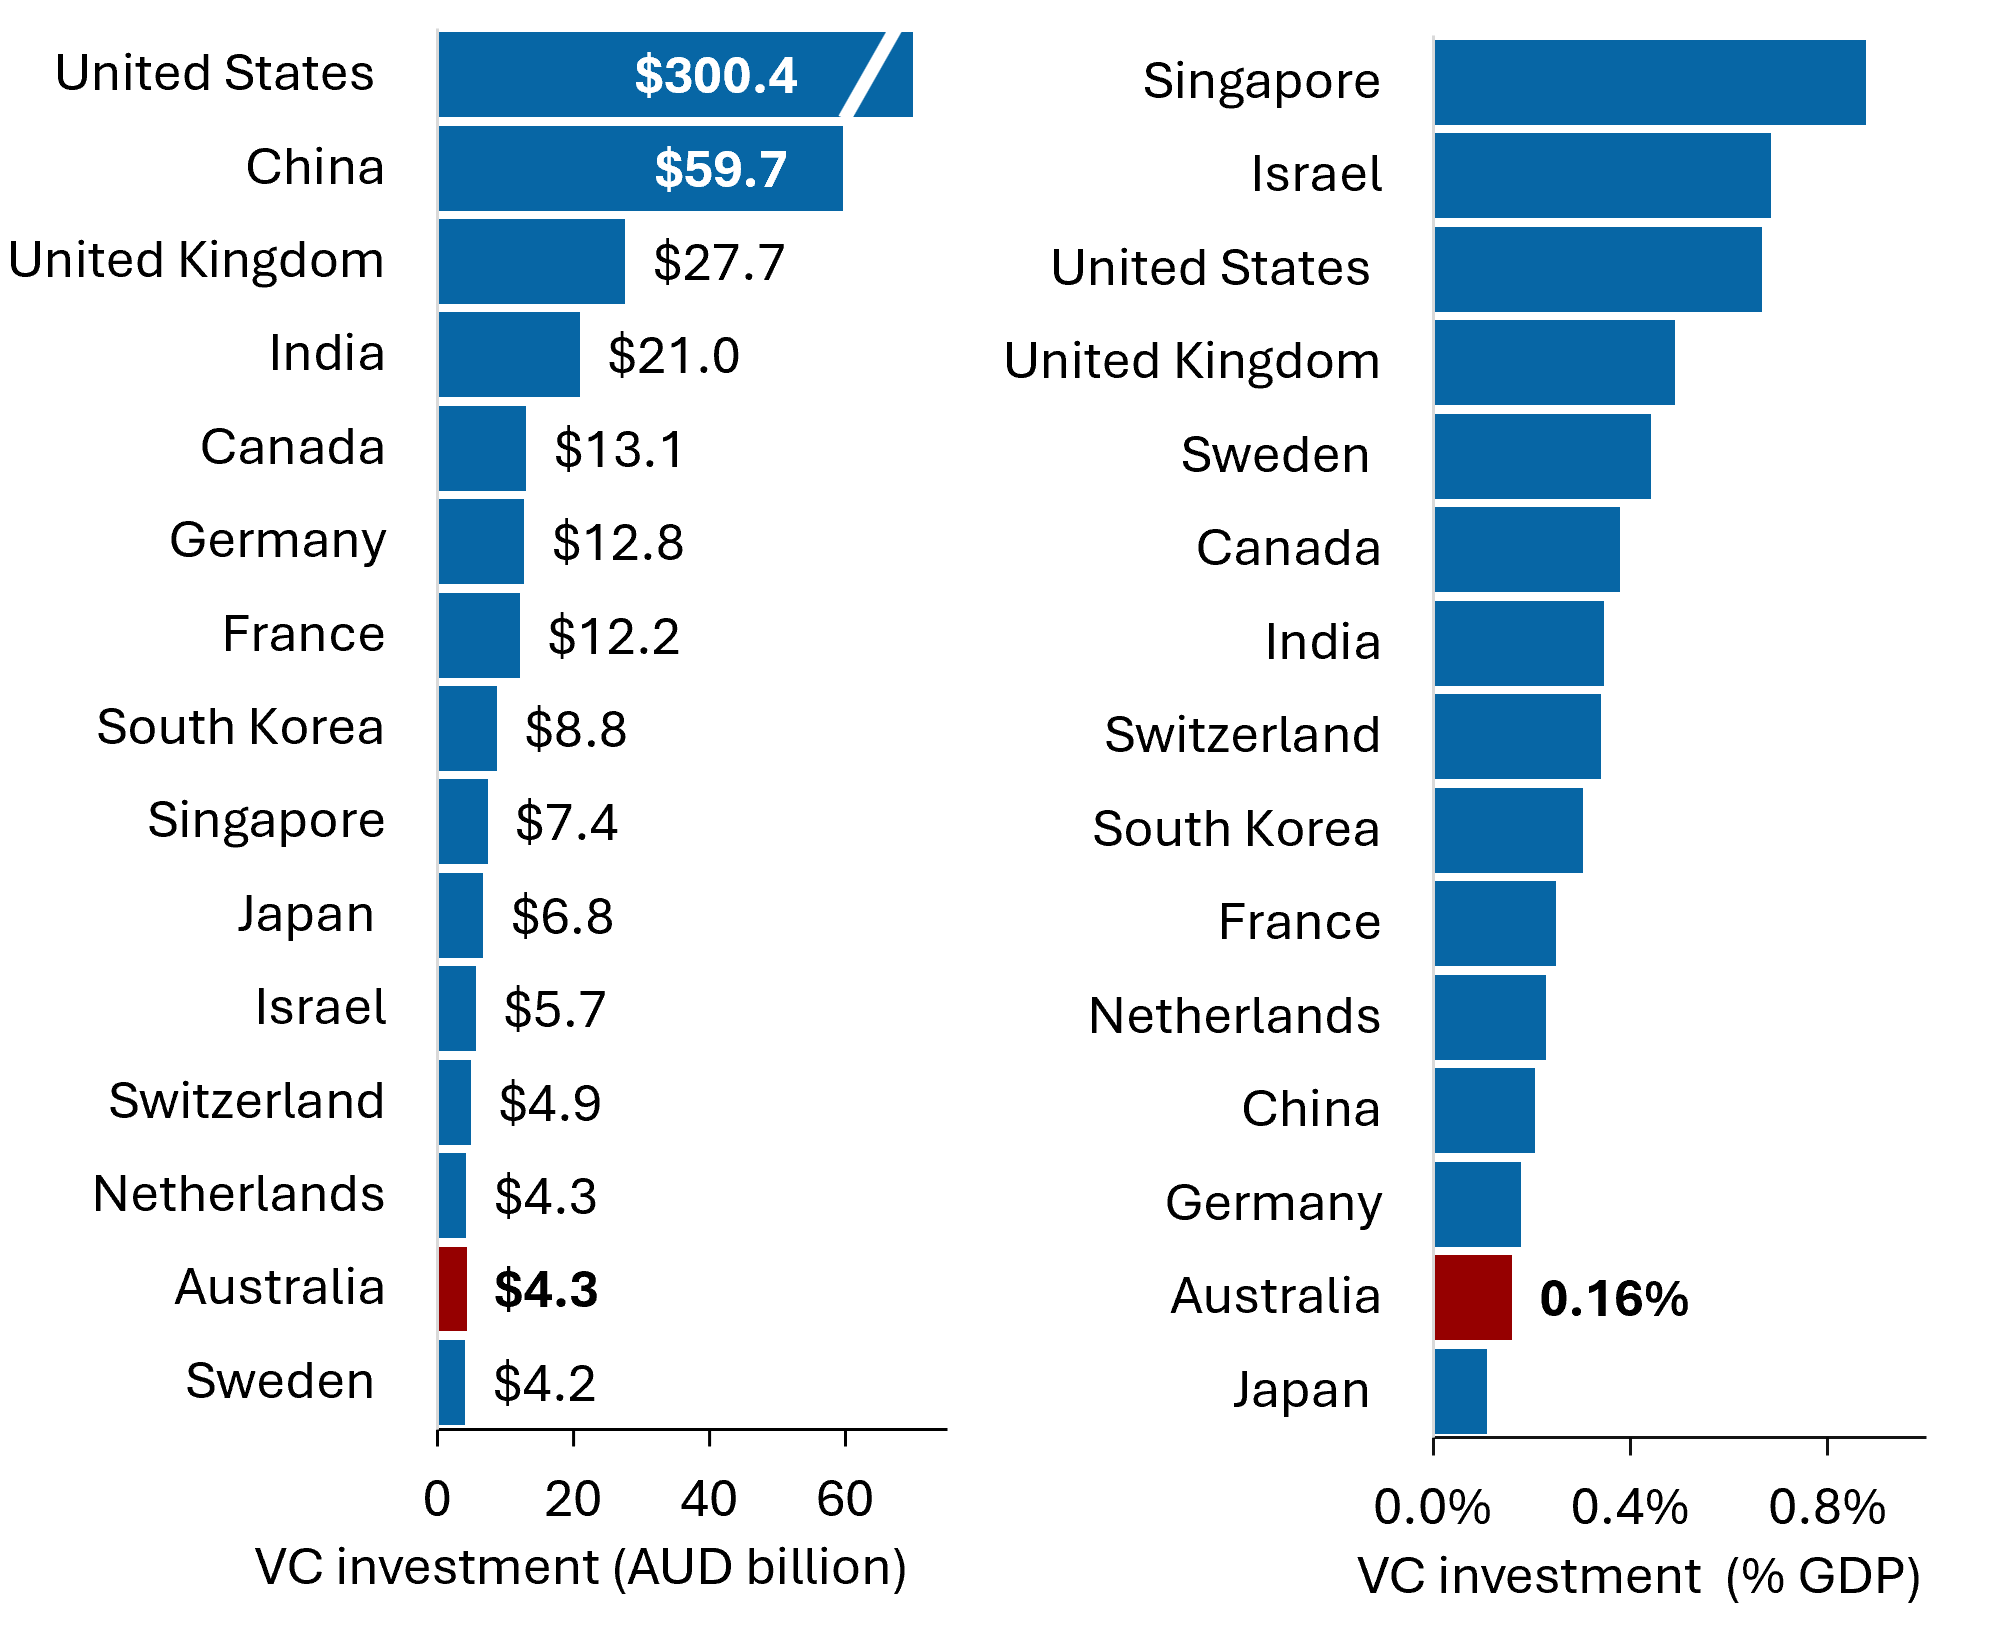 United States $300.4
China $59.7
United Kingdom $27.7
India $21.0
Canada $13.1
Germany $12.8
France $12.2
South Korea $8.8
Singapore $7.4
Japan $6.8
Israel $5.7
Switzerland $4.9
Netherlands $4.3
Australia $4.3
Sweden $4.2
0 20 40 60
VC investment (AUD billion)
Singapore
Israel
United States
United Kingdom
Sweden
Canada
India
Switzerland
South Korea
France
Netherlands
China
Germany
Australia 0.16%
Japan
0.0% 0.4% 0.8%
VC investment (% GDP)